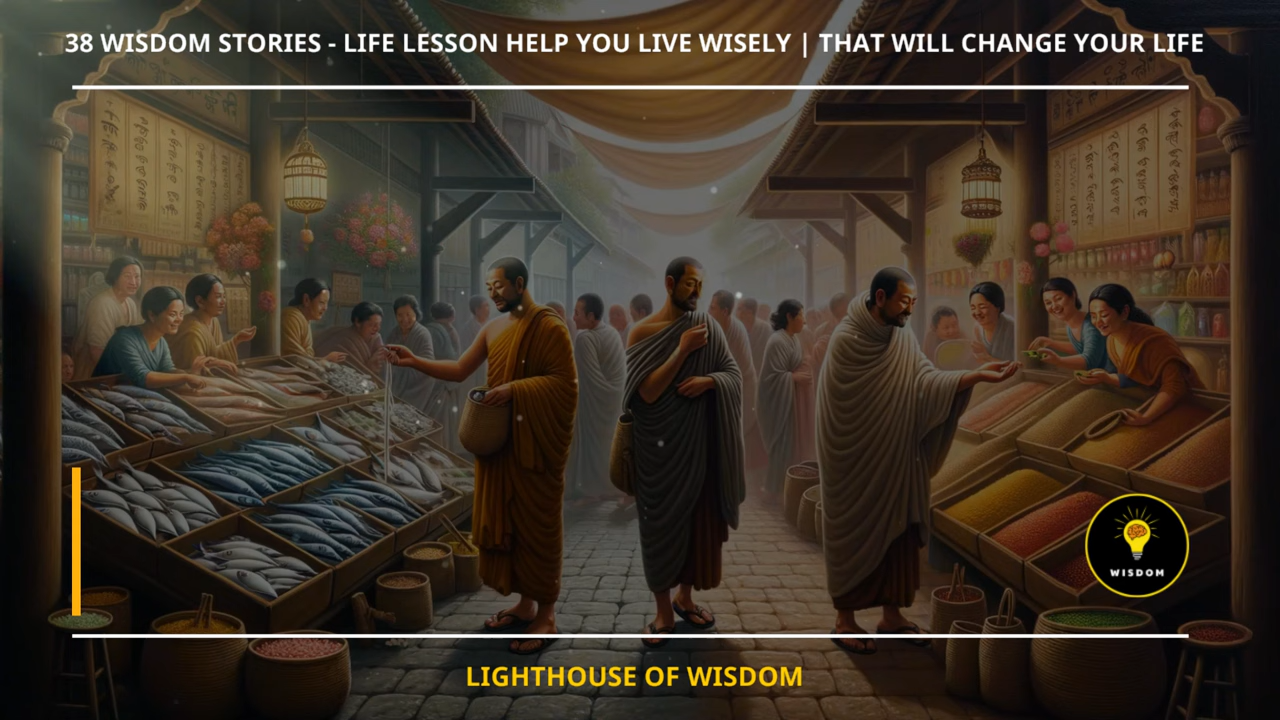 38 WISDOM STORIES - LIFE LESSON HELP YOU LIVE WISELY | THAT WILL CHANGE YOUR LIFE
WISDOM
LIGHTHOUSE OF WISDOM